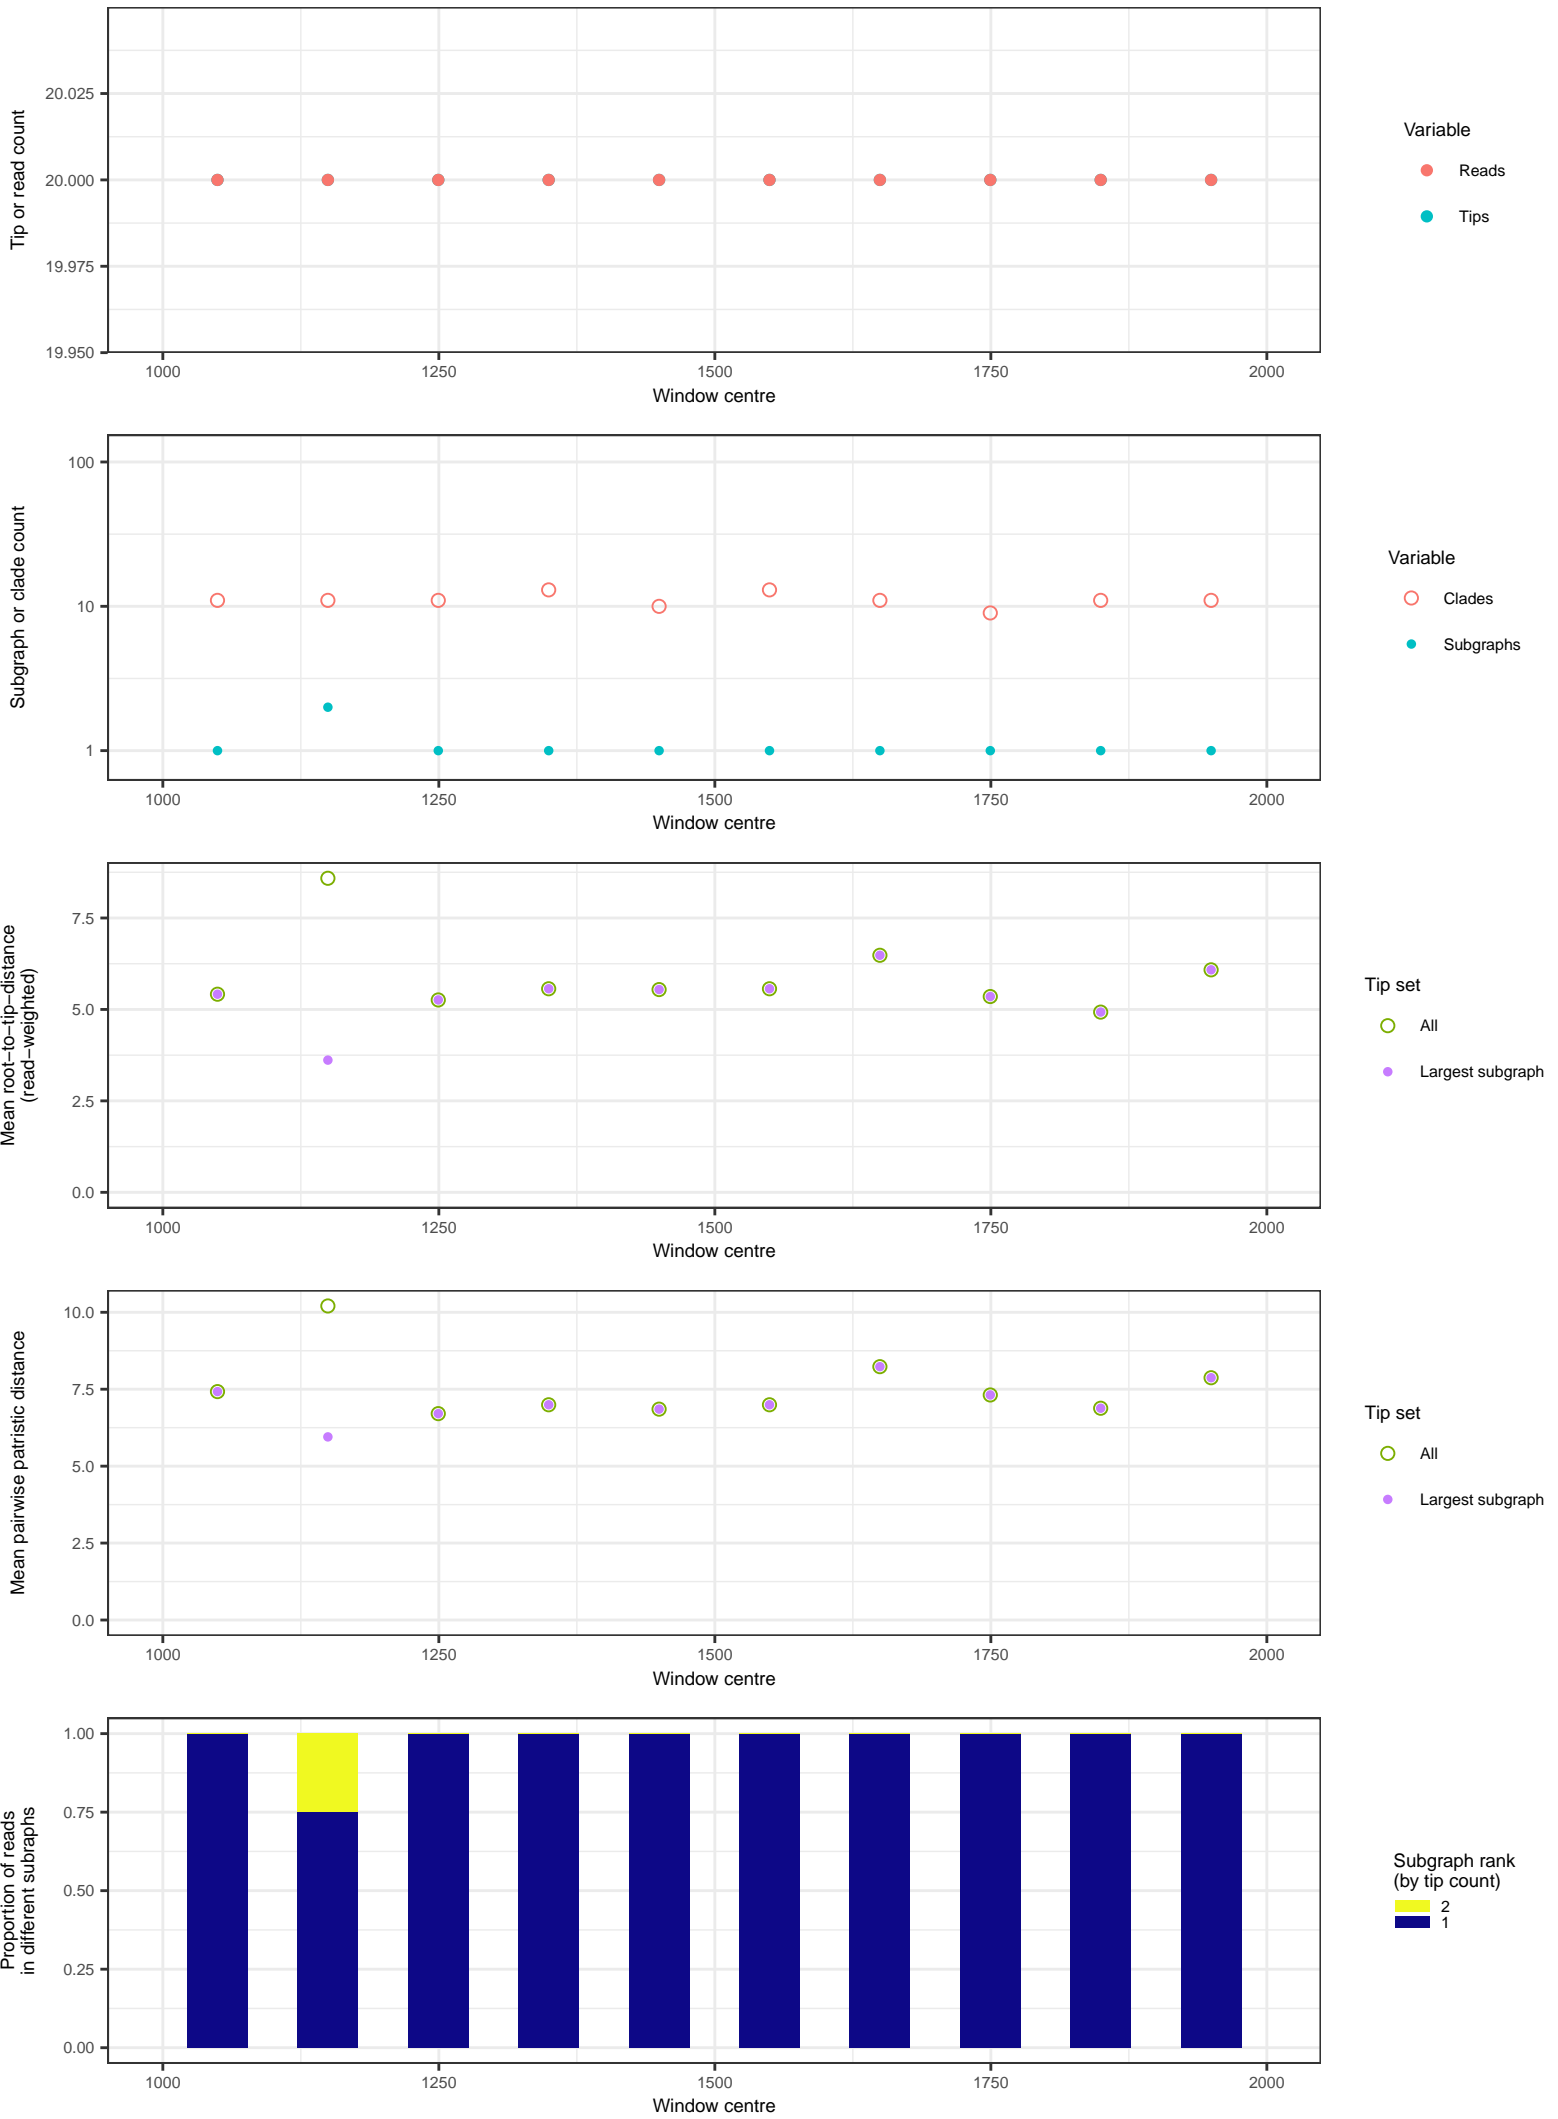 Tip or read count
20.025
20.000
19.975
19.950
1000 1250 1500 1750 2000
Window centre
Variable
Reads
Tips
Subgraph or clade count
100
10
1
1000 1250 1500 1750 2000
Window centre
Variable
Clades
Subgraphs
Mean root−to−tip−distance
(read−weighted)
7.5
5.0
2.5
0.0
1000 1250 1500 1750 2000
Window centre
Tip set
All
Largest subgraph
Mean pairwise patristic distance
10.0
7.5
5.0
2.5
0.0
1000 1250 1500 1750 2000
Window centre
Tip set
All
Largest subgraph
Proportion of reads
in different subraphs
1.00
0.75
0.50
0.25
0.00
1000 1250 1500 1750 2000
Window centre
Subgraph rank
(by tip count)
2
1